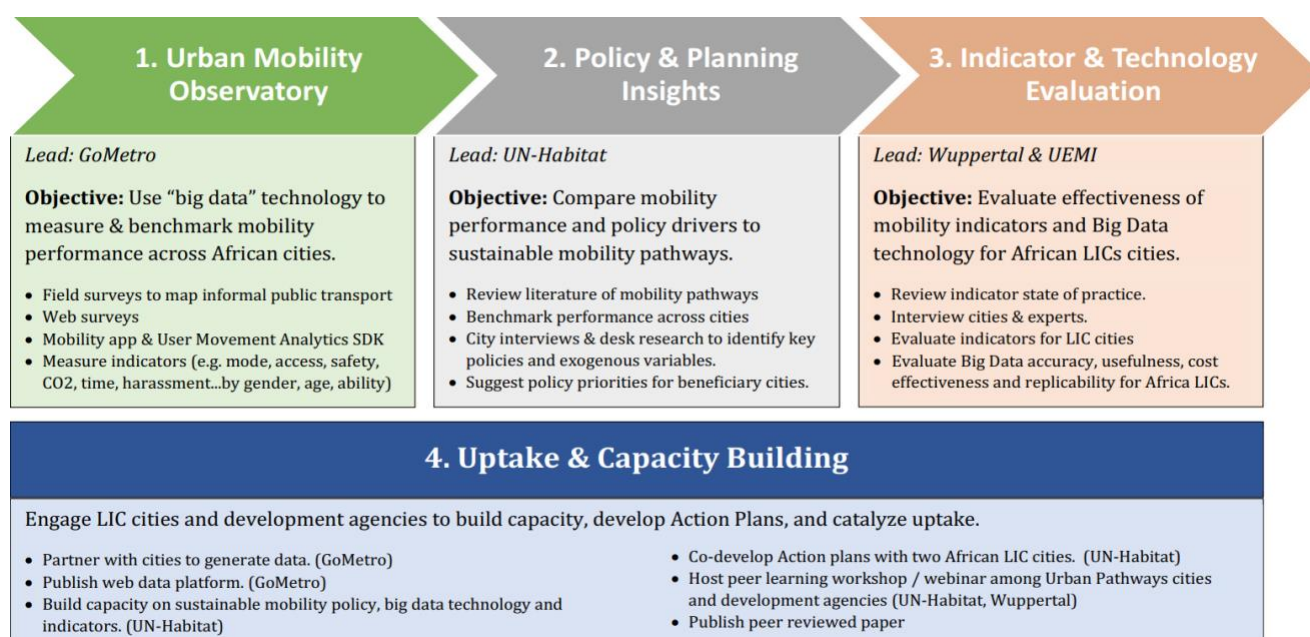 1. Urban Mobility
Observatory
Lead: GoMetro
Objective: Use “big data” technology to
measure & benchmark mobility
performance across African cities.
• Field surveys to map informal public transport
• Web surveys
• Mobility app & User Movement Analytics SDK
• Measure indicators (e.g. mode, access, safety,
CO2, time, harassment...by gender, age, ability)
2. Policy & Planning
Insights
Lead: UN-Habitat
Objective: Compare mobility
performance and policy drivers to
sustainable mobility pathways.
• Review literature of mobility pathways
• Benchmark performance across cities
• City interviews & desk research to identify key
policies and exogenous variables.
• Suggest policy priorities for beneficiary cities.
3. Indicator & Technology
Evaluation
Lead: Wuppertal & UEMI
Objective: Evaluate effectiveness of
mobility indicators and Big Data
technology for African LICs cities.
• Review indicator state of practice.
• Interview cities & experts.
• Evaluate indicators for LIC cities
• Evaluate Big Data accuracy, usefulness, cost
effectiveness and replicability for Africa LICs.
4. Uptake & Capacity Building
Engage LIC cities and development agencies to build capacity, develop Action Plans, and catalyze uptake.
• Partner with cities to generate data. (GoMetro)
• Publish web data platform. (GoMetro)
• Build capacity on sustainable mobility policy, big data technology and
indicators. (UN-Habitat)
• Co-develop Action plans with two African LIC cities. (UN-Habitat)
• Host peer learning workshop / webinar among Urban Pathways cities
and development agencies (UN-Habitat, Wuppertal)
• Publish peer reviewed paper